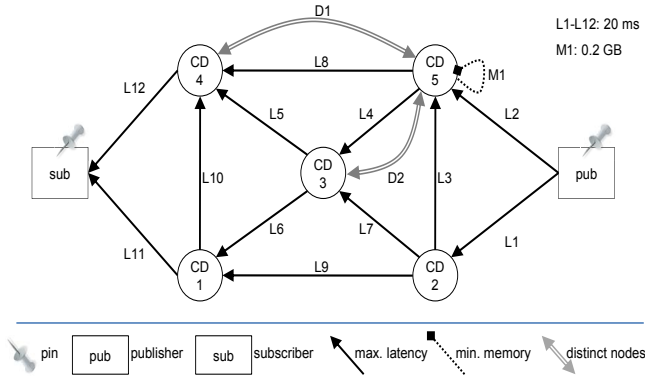 D1
L1-L12: 20 ms
M1: 0.2 GB
CD
4
L8
CD
5
M1
L12
L5
L4
L2
sub
CD
3
pub
L10
D2
L3
L11
L6
L7
L1
CD
1
L9
CD
2
pin
pub
publisher
sub
subscriber
max. latency
min. memory
distinct nodes